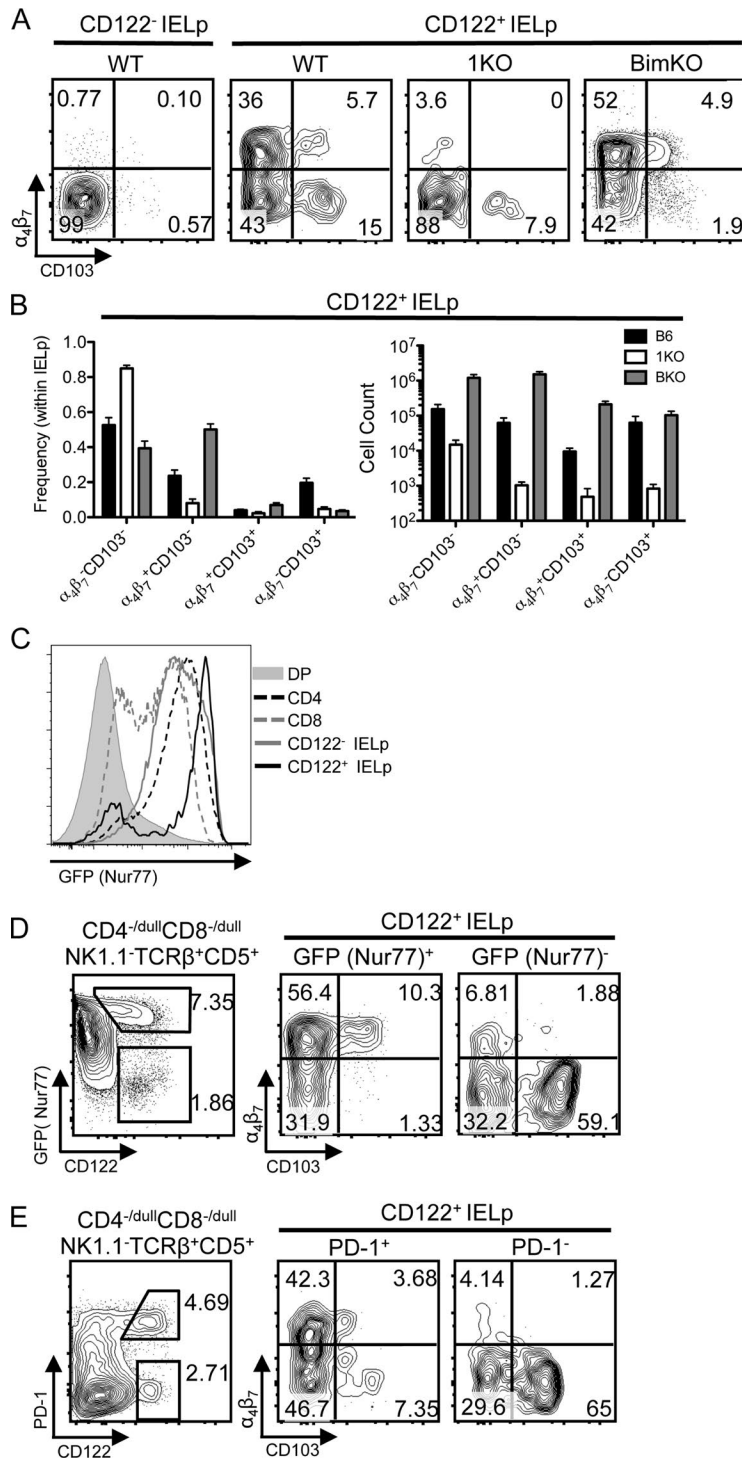 A
CD122⁻ IELp
CD122⁺ IELp
WT
WT
1KO
BimKO
0.77 0.10
99 0.57
36 5.7
43 15
3.6 0
88 7.9
52 4.9
42 1.9
α₄β₇
CD103
B
CD122⁺ IELp
Frequency (within IELp)
1.0
0.8
0.6
0.4
0.2
0.0
α₄β₇⁻CD103⁻
α₄β₇⁺CD103⁻
α₄β₇⁺CD103⁺
α₄β₇⁻CD103⁺
Cell Count
10⁷
10⁶
10⁵
10⁴
10³
10²
α₄β₇⁻CD103⁻
α₄β₇⁺CD103⁻
α₄β₇⁺CD103⁺
α₄β₇⁻CD103⁺
B6
1KO
BKO
C
DP
CD4
CD8
CD122⁻ IELp
CD122⁺ IELp
GFP (Nur77)
D
CD4⁻/ᵈᵘˡˡCD8⁻/ᵈᵘˡˡ
NK1.1⁻TCRβ⁺CD5⁺
CD122⁺ IELp
GFP (Nur77)⁺
GFP (Nur77)⁻
7.35
1.86
GFP( Nur77)
CD122
56.4 10.3
31.9 1.33
6.81 1.88
32.2 59.1
α₄β₇
CD103
E
CD4⁻/ᵈᵘˡˡCD8⁻/ᵈᵘˡˡ
NK1.1⁻TCRβ⁺CD5⁺
CD122⁺ IELp
PD-1⁺
PD-1⁻
4.69
2.71
PD-1
CD122
42.3 3.68
46.7 7.35
4.14 1.27
29.6 65
α₄β₇
CD103